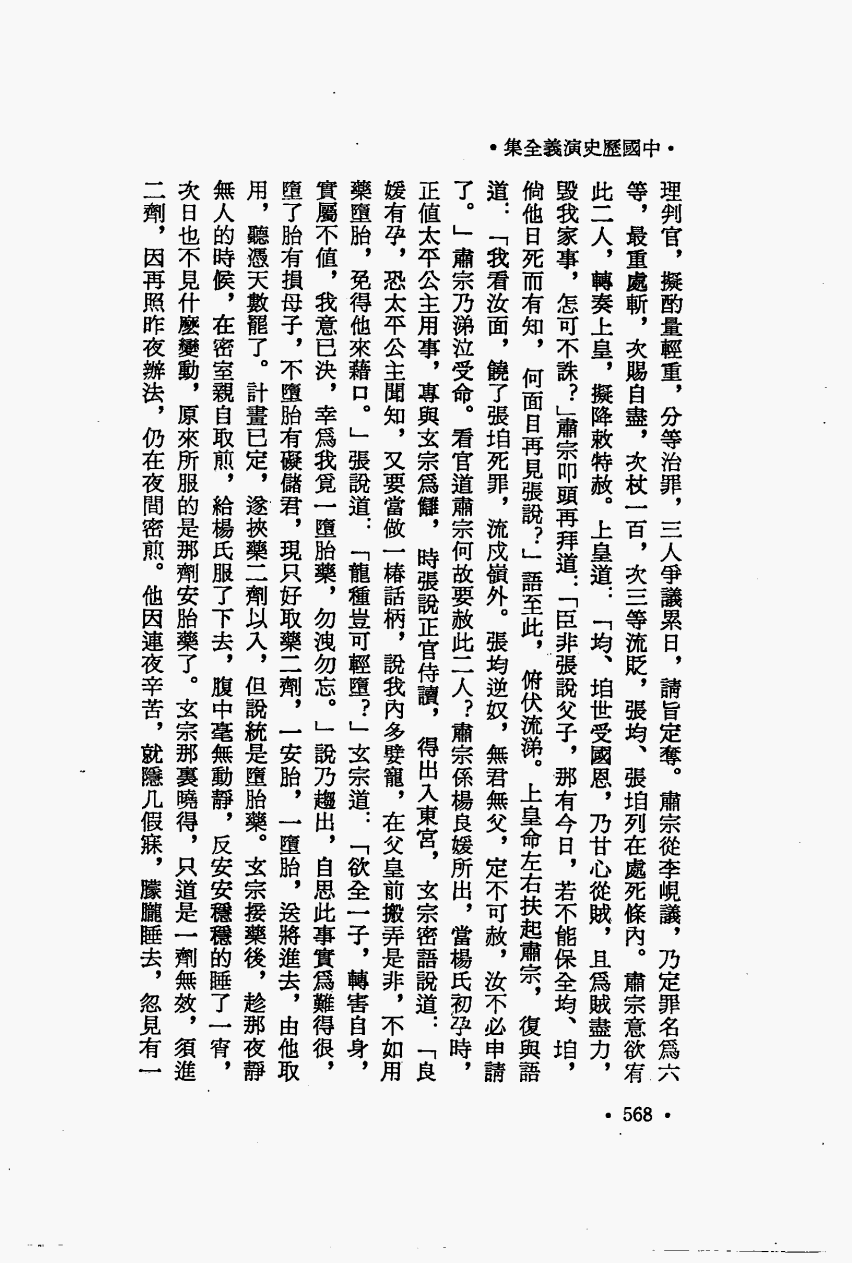 •中國歷史演義全集•
理判官，擬酌量輕重，分等治罪，三人爭議累日，請旨定奪。肅宗從李峴議，乃定罪名爲六
等，最重處斬，次賜自盡，次杖一百，次三等流貶，張均、張垍列在處死條內。肅宗意欲宥
此二人，轉奏上皇，擬降敕特赦。上皇道：「均、垍世受國恩，乃甘心從賊，且爲賊盡力，
毀我家事，怎可不誅？」肅宗叩頭再拜道：「臣非張說父子，那有今日，若不能保全均、垍，
倘他日死而有知，何面目再見張說？」語至此，俯伏流涕。上皇命左右扶起肅宗，復與語
道：「我看汝面，饒了張垍死罪，流戍嶺外。張均逆奴，無君無父，定不可赦，汝不必申請
了。」肅宗乃涕泣受命。看官道肅宗何故要赦此二人？肅宗係楊良媛所出，當楊氏初孕時，
正值太平公主用事，專與玄宗爲讎，時張說正官侍讀，得出入東宮，玄宗密語說道：「良
媛有孕，恐太平公主聞知，又要當做一樁話柄，說我內多嬖寵，在父皇前搬弄是非，不如用
藥墮胎，免得他來藉口。」張說道：「龍種豈可輕墮？」玄宗道：「欲全一子，轉害自身，
實屬不值，我意已決，幸爲我覓一墮胎藥，勿洩勿忘。」說乃趨出，自思此事實爲難得很，
墮了胎有損母子，不墮胎有礙儲君，現只好取藥二劑，一安胎，一墮胎，送將進去，由他取
用，聽憑天數罷了。計畫已定，遂挾藥二劑以入，但說統是墮胎藥。玄宗接藥後，趁那夜靜
無人的時候，在密室親自取煎，給楊氏服了下去，腹中毫無動靜，反安安穩穩的睡了一宵，
次日也不見什麽變動，原來所服的是那劑安胎藥了。玄宗那裏曉得，只道是一劑無效，須進
二劑，因再照昨夜辦法，仍在夜間密煎。他因連夜辛苦，就隱几假寐，朦朧睡去，忽見有一
•568•